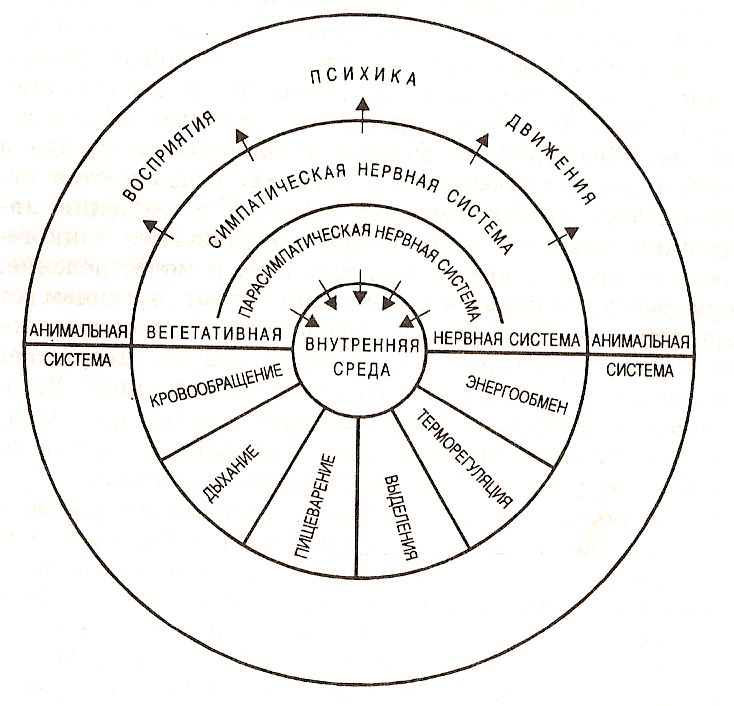 ПСИХИКА
ВОСПРИЯТИЯ
ДВИЖЕНИЯ
СИМПАТИЧЕСКАЯ НЕРВНАЯ СИСТЕМА
ПАРАСИМПАТИЧЕСКАЯ НЕРВНАЯ СИСТЕМА
АНИМАЛЬНАЯ
СИСТЕМА
ВЕГЕТАТИВНАЯ
ВНУТРЕННЯЯ
СРЕДА
НЕРВНАЯ СИСТЕМА
АНИМАЛЬНАЯ
СИСТЕМА
КРОВООБРАЩЕНИЕ
ДЫХАНИЕ
ПИЩЕВАРЕНИЕ
ВЫДЕЛЕНИЯ
ТЕРМОРЕГУЛЯЦИЯ
ЭНЕРГООБМЕН